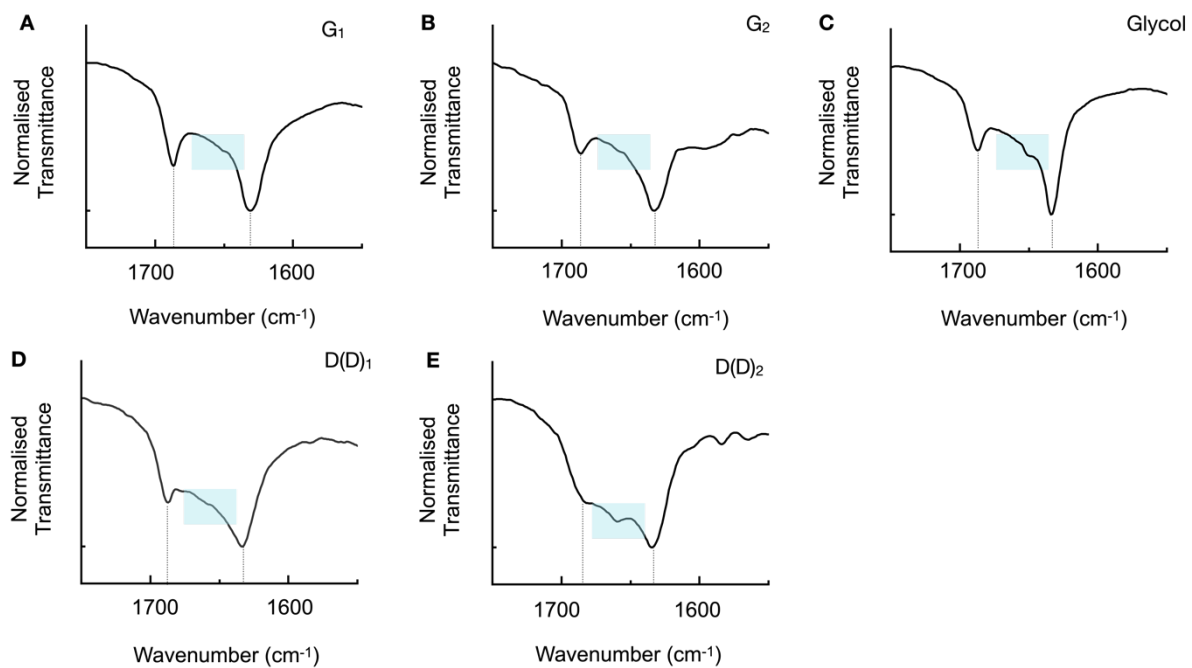 A
G₁
Normalised
Transmittance
1700
1600
Wavenumber (cm⁻¹)
B
G₂
Normalised
Transmittance
1700
1600
Wavenumber (cm⁻¹)
C
Glycol
Normalised
Transmittance
1700
1600
Wavenumber (cm⁻¹)
D
D(D)₁
Normalised
Transmittance
1700
1600
Wavenumber (cm⁻¹)
E
D(D)₂
Normalised
Transmittance
1700
1600
Wavenumber (cm⁻¹)